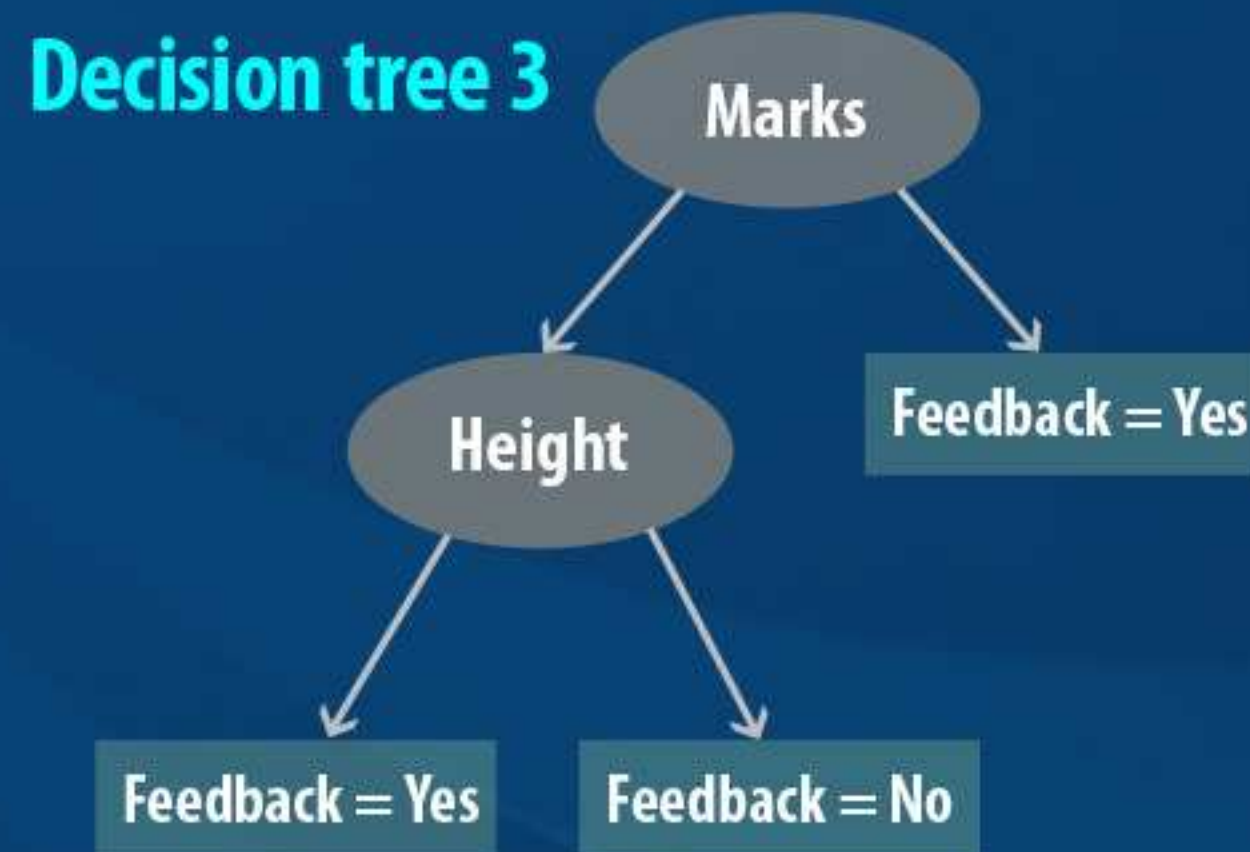 Decision tree 3
Marks
Height
Feedback = Yes
Feedback = Yes
Feedback = No